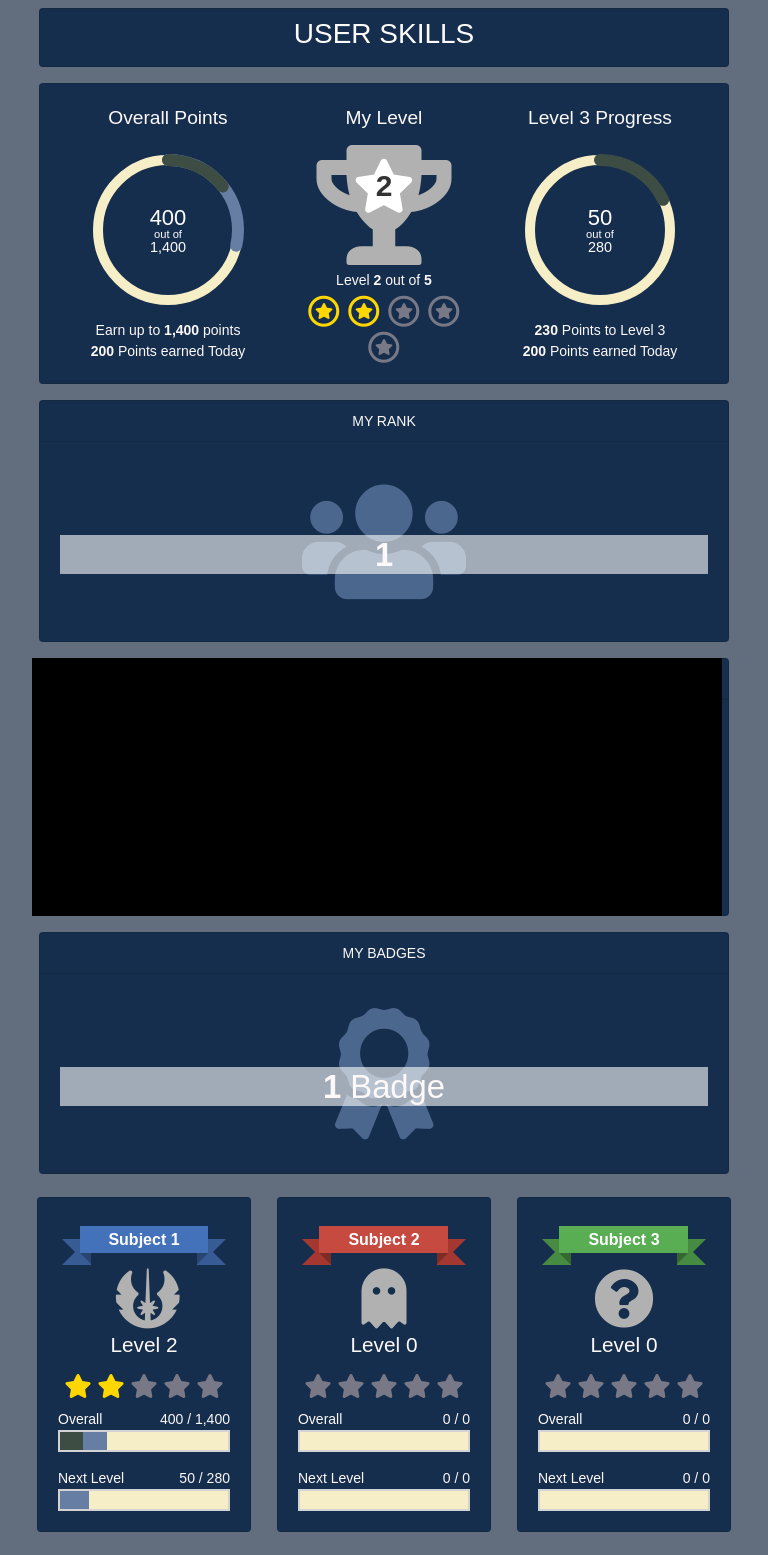 USER SKILLS
Overall Points
400
out of
1,400
Earn up to 1,400 points
200 Points earned Today
My Level
2
Level 2 out of 5
Level 3 Progress
50
out of
280
230 Points to Level 3
200 Points earned Today
MY RANK
1
MY BADGES
1 Badge
Subject 1
Level 2
Overall 400 / 1,400
Next Level 50 / 280
Subject 2
Level 0
Overall 0 / 0
Next Level 0 / 0
Subject 3
Level 0
Overall 0 / 0
Next Level 0 / 0